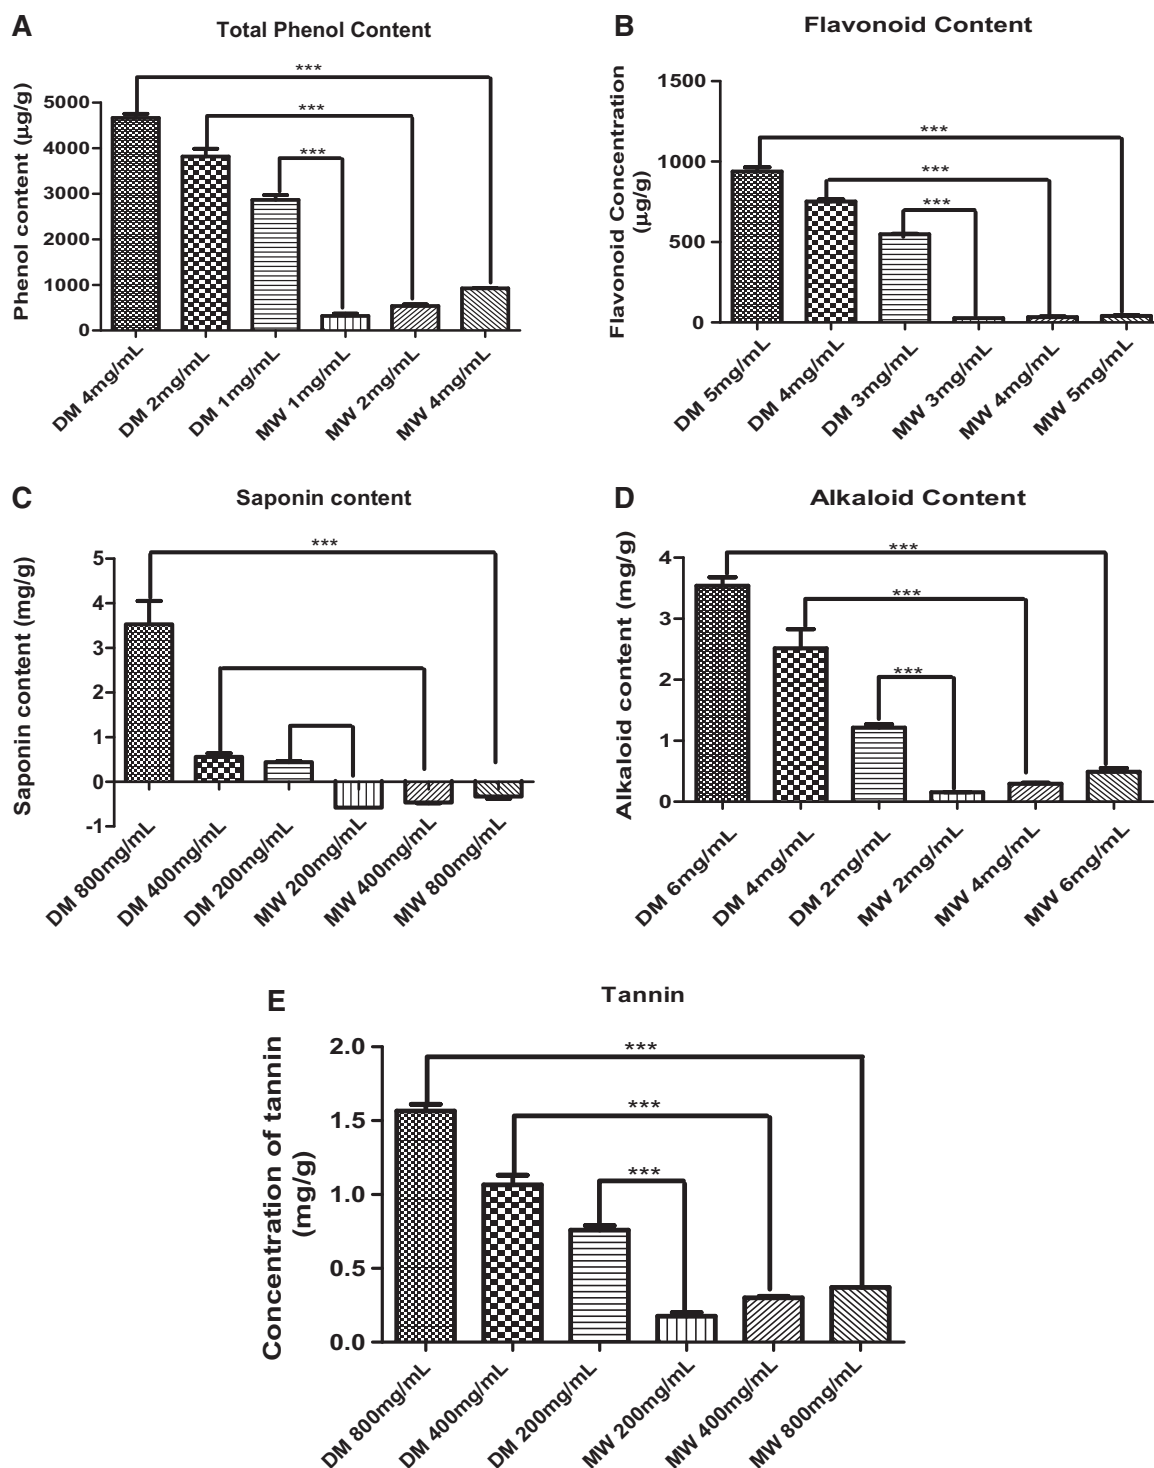 A
Total Phenol Content
Phenol content (µg/g)
5000
4000
3000
2000
1000
0
***
***
***
DM 4mg/mL
DM 2mg/mL
DM 1mg/mL
MW 1mg/mL
MW 2mg/mL
MW 4mg/mL
B
Flavonoid Content
Flavonoid Concentration
(µg/g)
1500
1000
500
0
***
***
***
DM 5mg/mL
DM 4mg/mL
DM 3mg/mL
MW 3mg/mL
MW 4mg/mL
MW 5mg/mL
C
Saponin content
Saponin content (mg/g)
5
4
3
2
1
0
-1
***
DM 800mg/mL
DM 400mg/mL
DM 200mg/mL
MW 200mg/mL
MW 400mg/mL
MW 800mg/mL
D
Alkaloid Content
Alkaloid content (mg/g)
4
3
2
1
0
***
***
***
DM 6mg/mL
DM 4mg/mL
DM 2mg/mL
MW 2mg/mL
MW 4mg/mL
MW 6mg/mL
E
Tannin
Concentration of tannin
(mg/g)
2.0
1.5
1.0
0.5
0.0
***
***
***
DM 800mg/mL
DM 400mg/mL
DM 200mg/mL
MW 200mg/mL
MW 400mg/mL
MW 800mg/mL